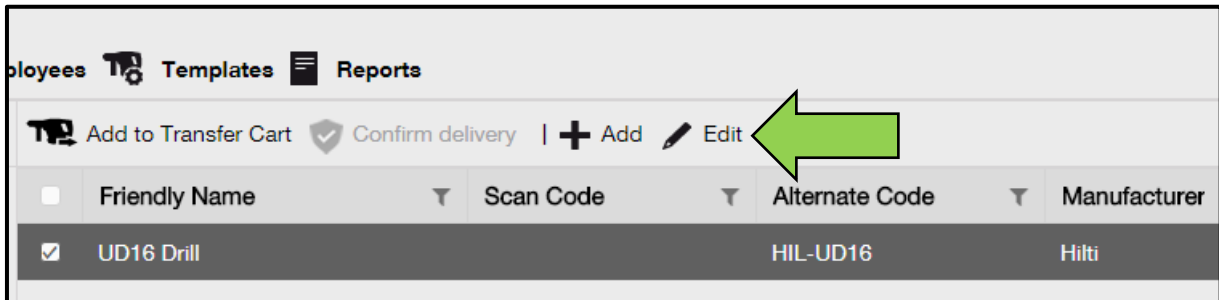 ployees Templates Reports
Add to Transfer Cart Confirm delivery | Add Edit
Friendly Name Scan Code Alternate Code Manufacturer
UD16 Drill HIL-UD16 Hilti